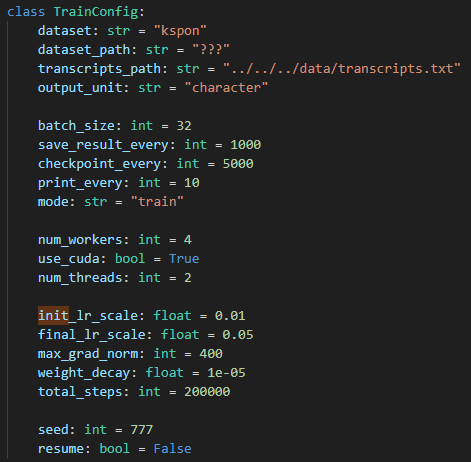 class TrainConfig:
dataset: str = "kspon"
dataset_path: str = "???"
transcripts_path: str = "../../../data/transcripts.txt"
output_unit: str = "character"
batch_size: int = 32
save_result_every: int = 1000
checkpoint_every: int = 5000
print_every: int = 10
mode: str = "train"
num_workers: int = 4
use_cuda: bool = True
num_threads: int = 2
init_lr_scale: float = 0.01
final_lr_scale: float = 0.05
max_grad_norm: int = 400
weight_decay: float = 1e-05
total_steps: int = 200000
seed: int = 777
resume: bool = False